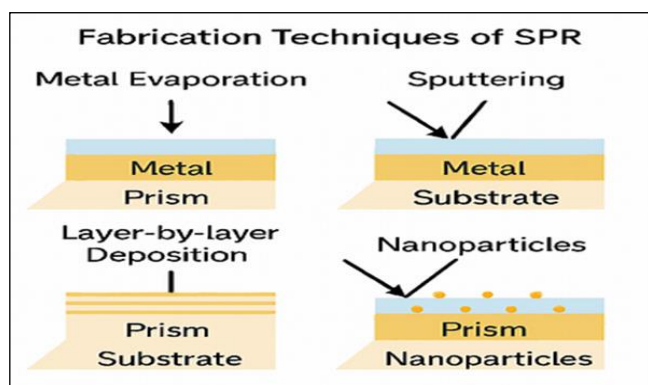 Fabrication Techniques of SPR
Metal Evaporation
Metal
Prism
Sputtering
Metal
Substrate
Layer-by-layer
Deposition
Prism
Substrate
Nanoparticles
Prism
Nanoparticles